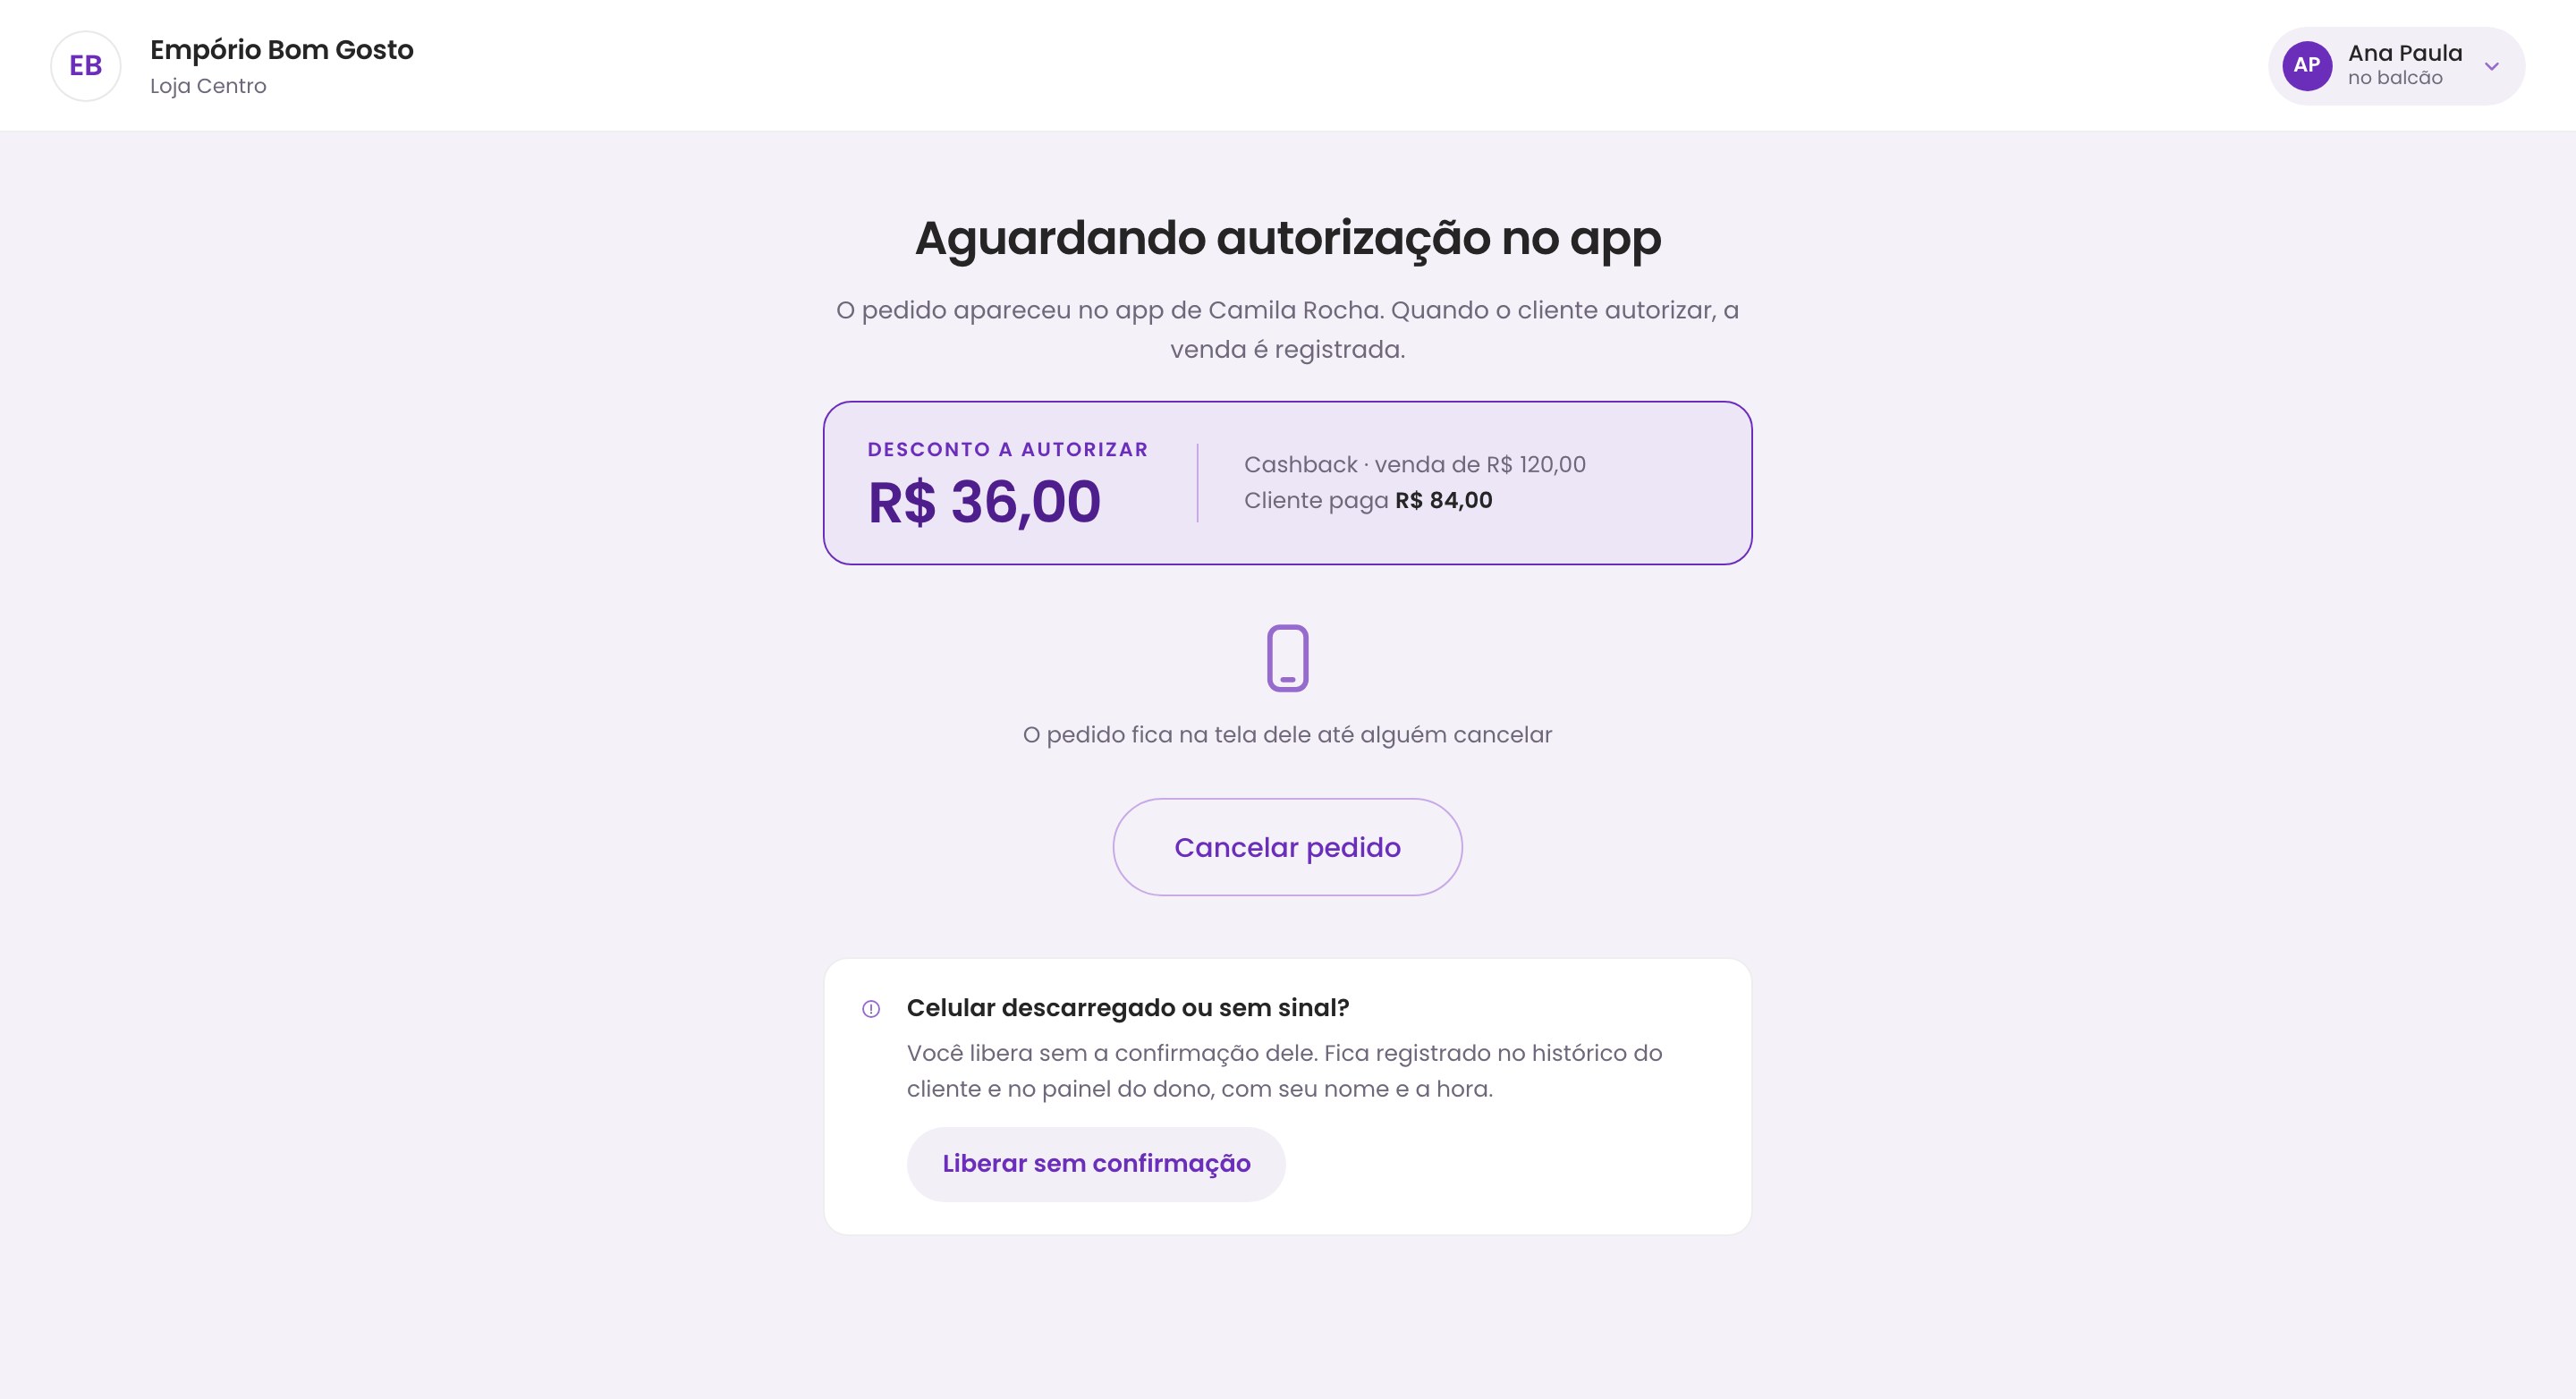 EB
Empório Bom Gosto
Loja Centro
AP
Ana Paula
no balcão
Aguardando autorização no app
O pedido apareceu no app de Camila Rocha. Quando o cliente autorizar, a
venda é registrada.
DESCONTO A AUTORIZAR
R$ 36,00
Cashback · venda de R$ 120,00
Cliente paga R$ 84,00
O pedido fica na tela dele até alguém cancelar
Cancelar pedido
Celular descarregado ou sem sinal?
Você libera sem a confirmação dele. Fica registrado no histórico do
cliente e no painel do dono, com seu nome e a hora.
Liberar sem confirmação